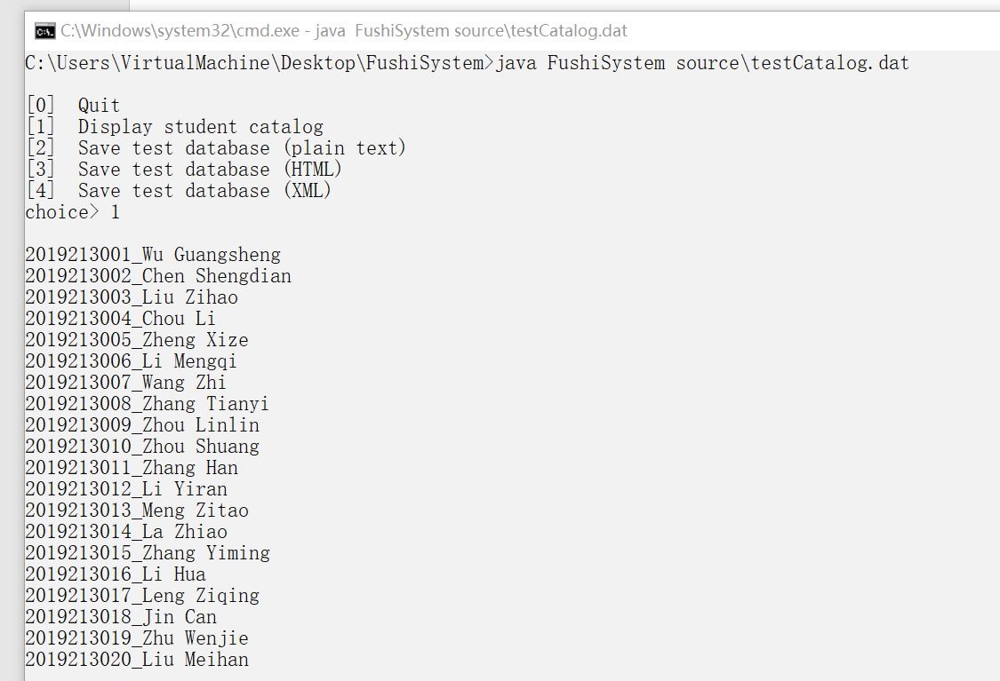 C:\Windows\system32\cmd.exe - java  FushiSystem source\testCatalog.dat
C:\Users\VirtualMachine\Desktop\FushiSystem>java FushiSystem source\testCatalog.dat
[0]  Quit
[1]  Display student catalog
[2]  Save test database (plain text)
[3]  Save test database (HTML)
[4]  Save test database (XML)
choice> 1
2019213001_Wu Guangsheng
2019213002_Chen Shengdian
2019213003_Liu Zihao
2019213004_Chou Li
2019213005_Zheng Xize
2019213006_Li Mengqi
2019213007_Wang Zhi
2019213008_Zhang Tianyi
2019213009_Zhou Linlin
2019213010_Zhou Shuang
2019213011_Zhang Han
2019213012_Li Yiran
2019213013_Meng Zitao
2019213014_La Zhiao
2019213015_Zhang Yiming
2019213016_Li Hua
2019213017_Leng Ziqing
2019213018_Jin Can
2019213019_Zhu Wenjie
2019213020_Liu Meihan